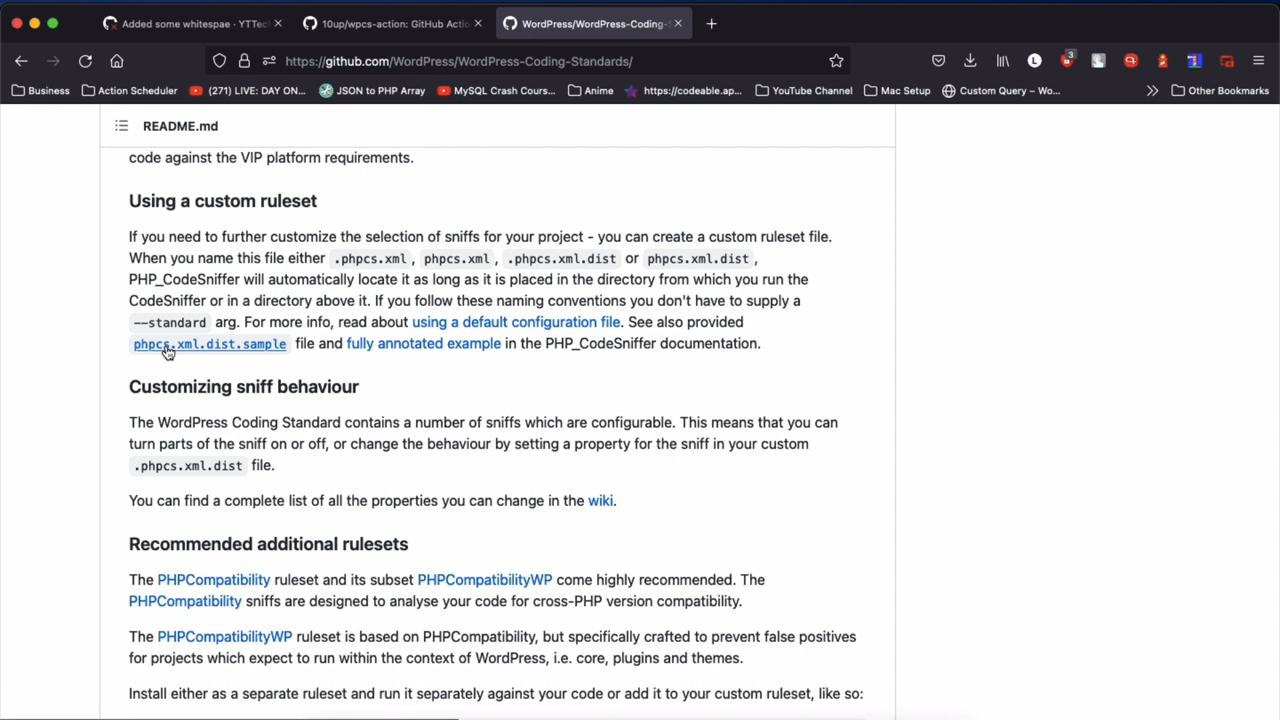 Added some whitespae - YTTec
10up/wpcs-action: GitHub Actio
WordPress/WordPress-Coding-S
https://github.com/WordPress/WordPress-Coding-Standards/
3
L
Business
Action Scheduler
(271) LIVE: DAY ON...
JSON to PHP Array
MySQL Crash Cours...
Anime
https://codeable.ap...
YouTube Channel
Mac Setup
Custom Query – Wo...
Other Bookmarks
README.md
code against the VIP platform requirements.
Using a custom ruleset
If you need to further customize the selection of sniffs for your project - you can create a custom ruleset file.
When you name this file either .phpcs.xml, phpcs.xml, .phpcs.xml.dist or phpcs.xml.dist,
PHP_CodeSniffer will automatically locate it as long as it is placed in the directory from which you run the
CodeSniffer or in a directory above it. If you follow these naming conventions you don't have to supply a
--standard arg. For more info, read about using a default configuration file. See also provided
phpcs.xml.dist.sample file and fully annotated example in the PHP_CodeSniffer documentation.
Customizing sniff behaviour
The WordPress Coding Standard contains a number of sniffs which are configurable. This means that you can
turn parts of the sniff on or off, or change the behaviour by setting a property for the sniff in your custom
.phpcs.xml.dist file.
You can find a complete list of all the properties you can change in the wiki.
Recommended additional rulesets
The PHPCompatibility ruleset and its subset PHPCompatibilityWP come highly recommended. The
PHPCompatibility sniffs are designed to analyse your code for cross-PHP version compatibility.
The PHPCompatibilityWP ruleset is based on PHPCompatibility, but specifically crafted to prevent false positives
for projects which expect to run within the context of WordPress, i.e. core, plugins and themes.
Install either as a separate ruleset and run it separately against your code or add it to your custom ruleset, like so: